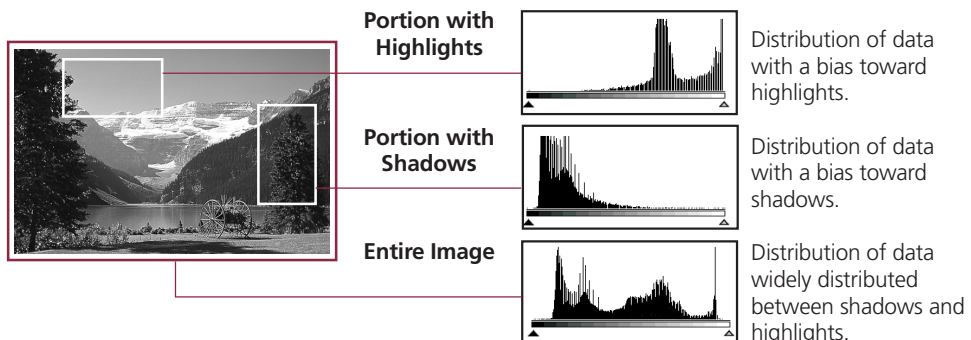 Portion with
Highlights
Distribution of data
with a bias toward
highlights.
Portion with
Shadows
Distribution of data
with a bias toward
shadows.
Entire Image
Distribution of data
widely distributed
between shadows and
highlights.